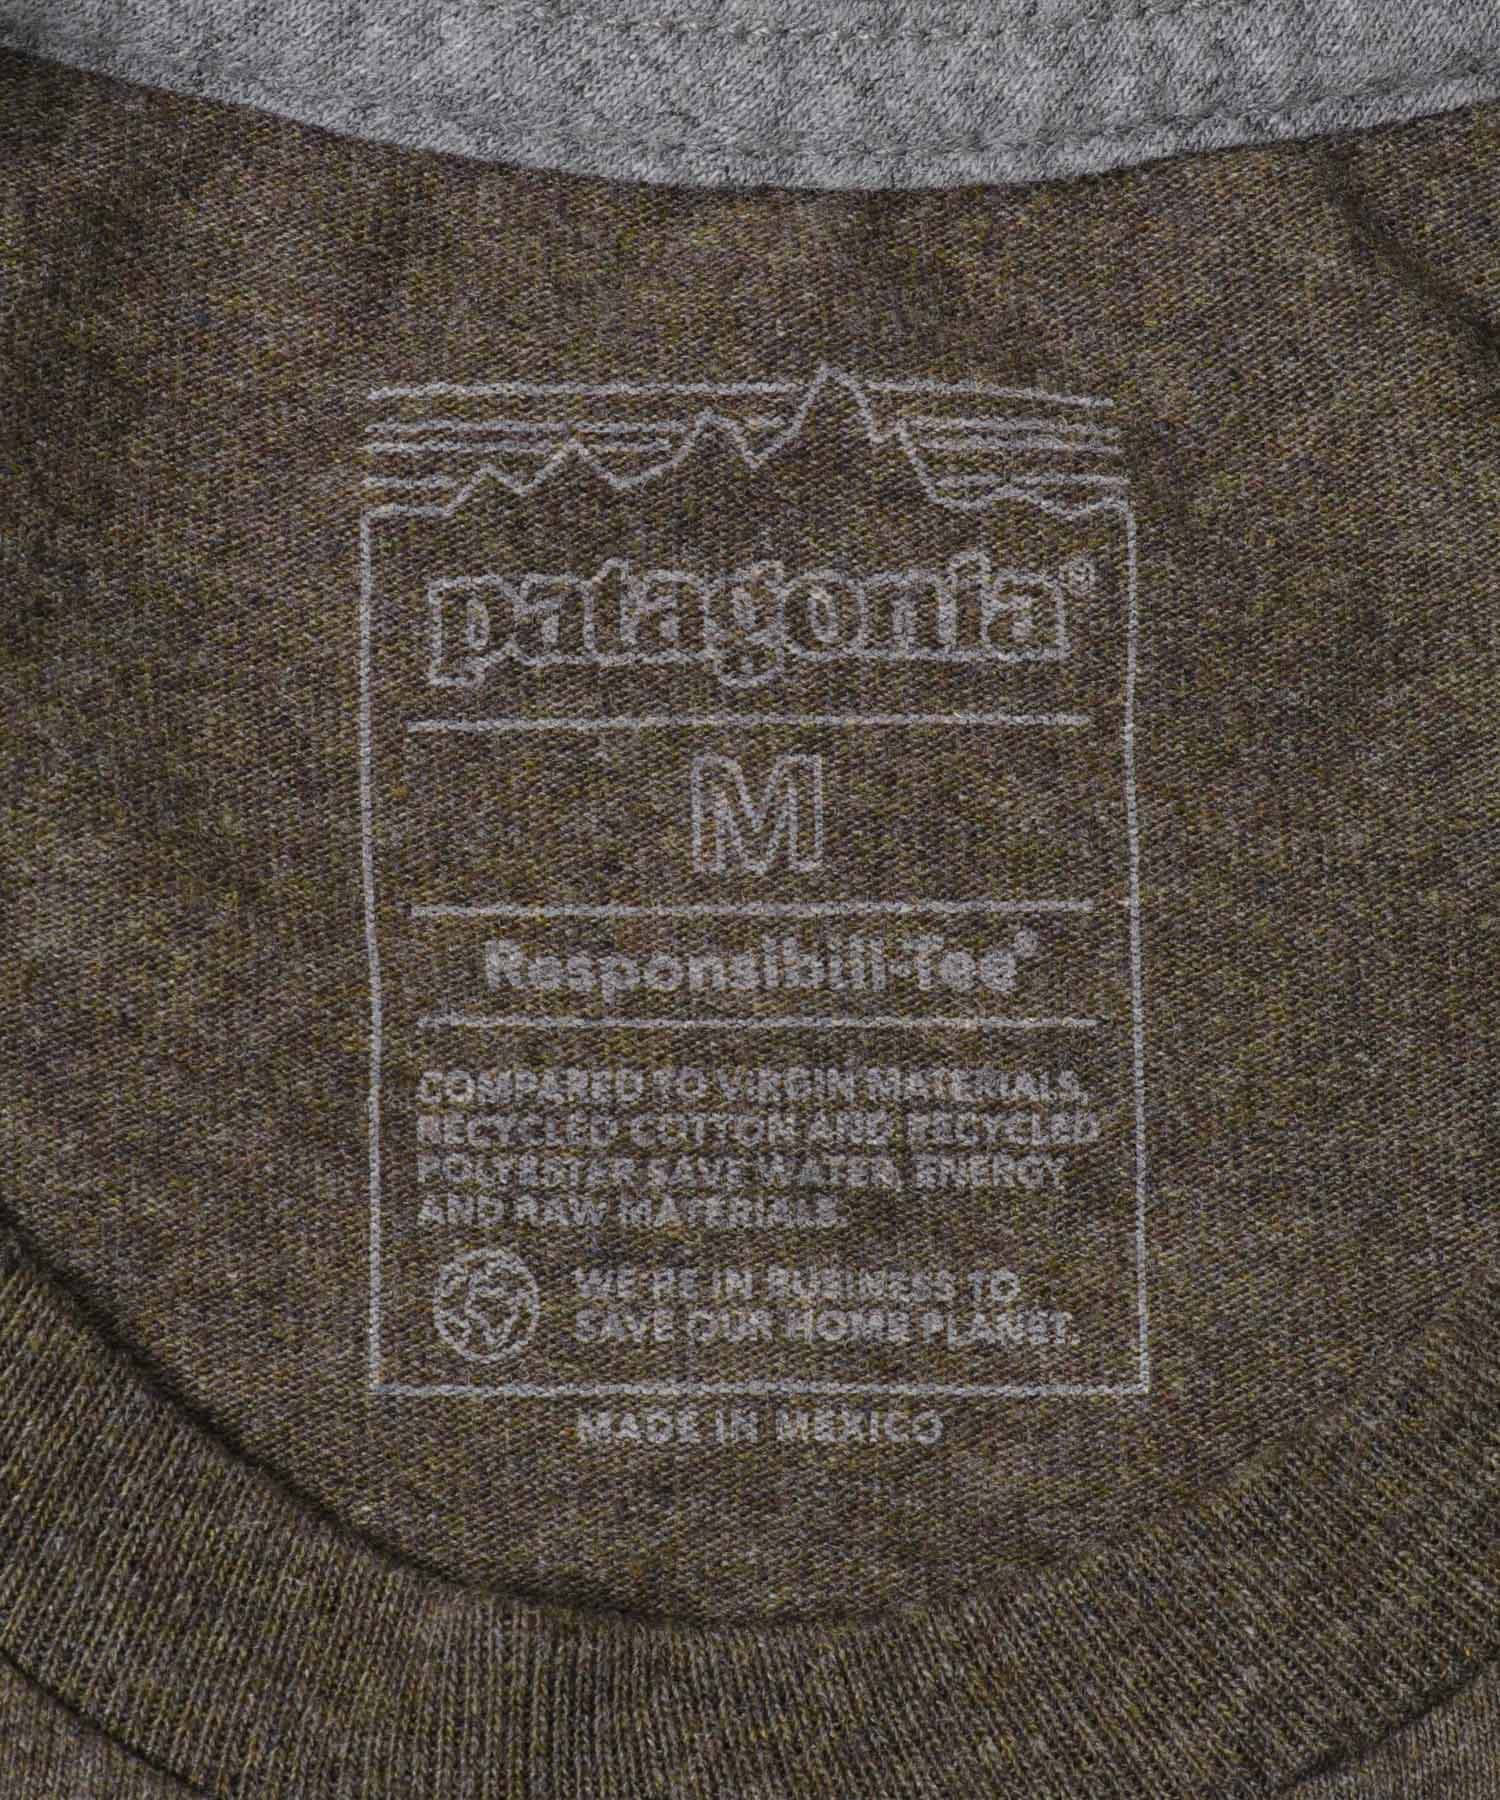 patagonia®
M
Responsibili-Tee®
COMPARED TO VIRGIN MATERIALS,
RECYCLED COTTON AND RECYCLED
POLYESTER SAVE WATER, ENERGY
AND RAW MATERIALS.
WE'RE IN BUSINESS TO
SAVE OUR HOME PLANET.
MADE IN MEXICO